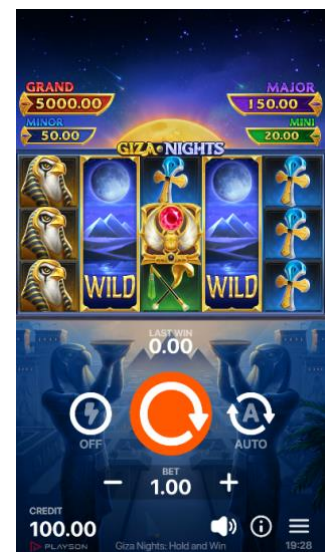 GRAND
MAJOR
5000.00
150.00
MINOR
MINI
50.00
20.00
GIZA NIGHTS
WILD
WILD
LAST WIN
0.00
A
OFF
AUTO
BET
1.00
CREDIT
100.00
PLAYSON
Giza Nights: Hold and Win
19:28